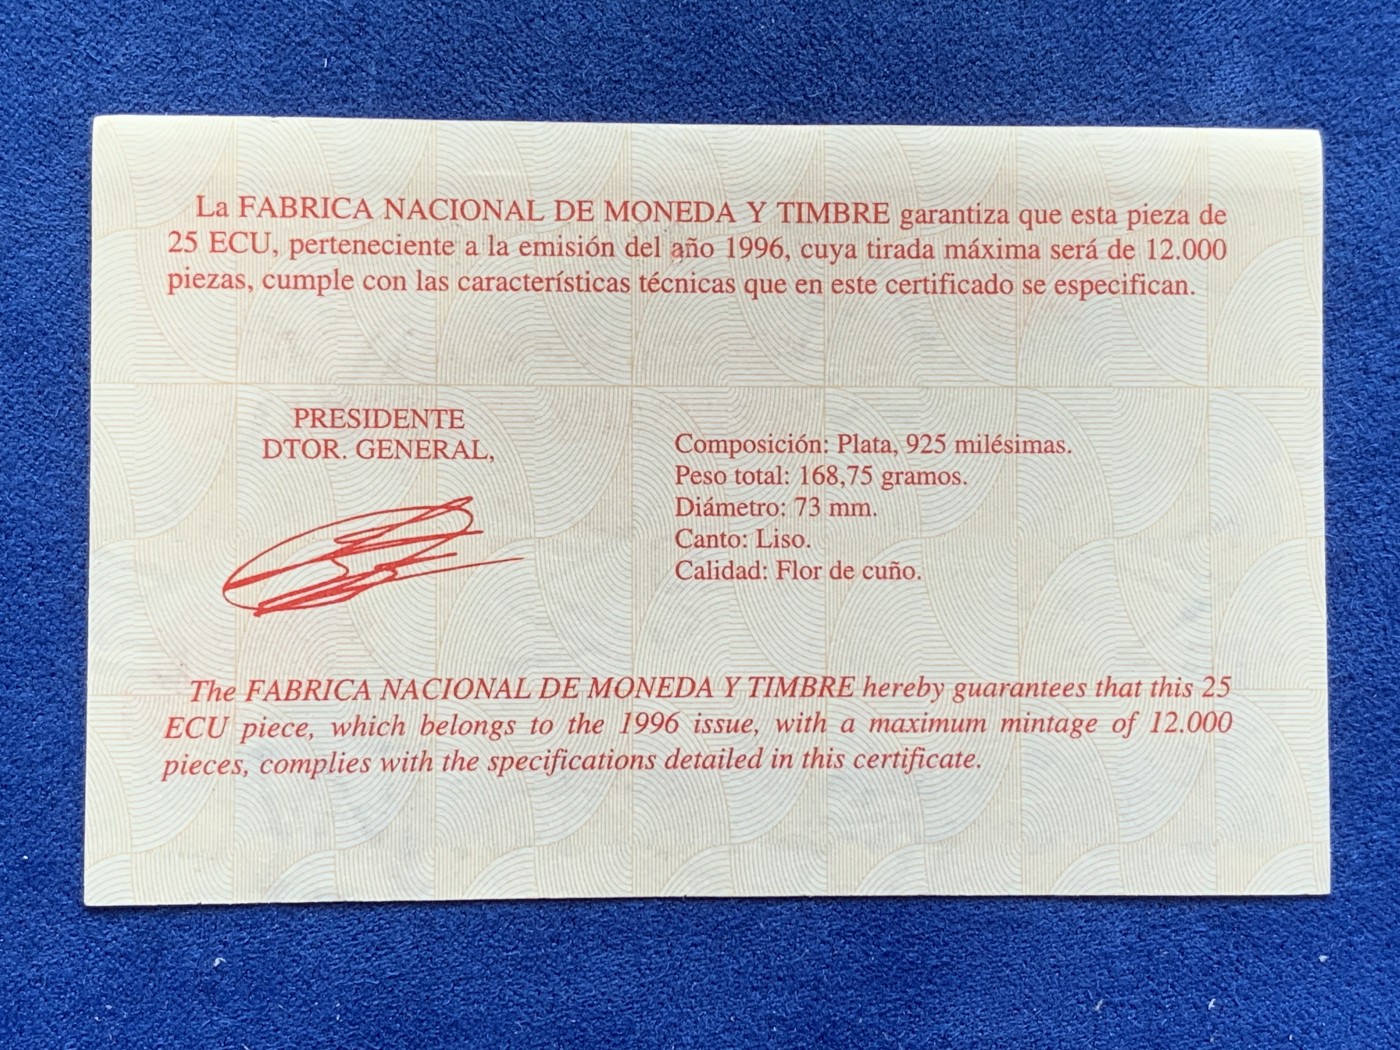 La FABRICA NACIONAL DE MONEDA Y TIMBRE garantiza que esta pieza de
25 ECU, perteneciente a la emisión del año 1996, cuya tirada máxima será de 12.000
piezas, cumple con las características técnicas que en este certificado se especifican.
PRESIDENTE
DTOR. GENERAL,
Composición: Plata, 925 milésimas.
Peso total: 168,75 gramos.
Diámetro: 73 mm.
Canto: Liso.
Calidad: Flor de cuño.
The FABRICA NACIONAL DE MONEDA Y TIMBRE hereby guarantees that this 25
ECU piece, which belongs to the 1996 issue, with a maximum mintage of 12.000
pieces, complies with the specifications detailed in this certificate.